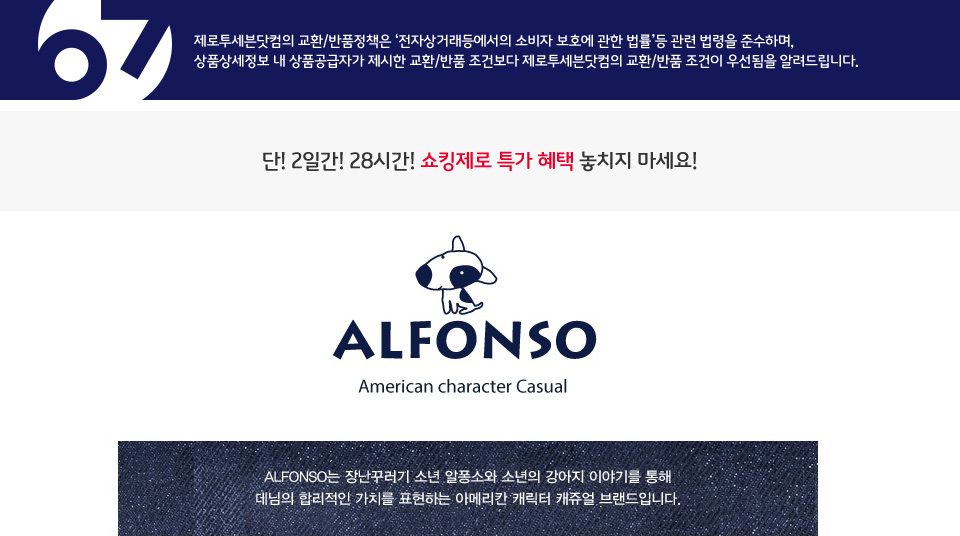 67
제로투세븐닷컴의 교환/반품정책은 ‘전자상거래등에서의 소비자 보호에 관한 법률’등 관련 법령을 준수하며,
상품상세정보 내 상품공급자가 제시한 교환/반품 조건보다 제로투세븐닷컴의 교환/반품 조건이 우선됨을 알려드립니다.
단! 2일간! 28시간! 쇼킹제로 특가 혜택 놓치지 마세요!
ALFONSO
American character Casual
ALFONSO는 장난꾸러기 소년 알퐁소와 소년의 강아지 이야기를 통해
데님의 합리적인 가치를 표현하는 아메리칸 캐릭터 캐쥬얼 브랜드입니다.